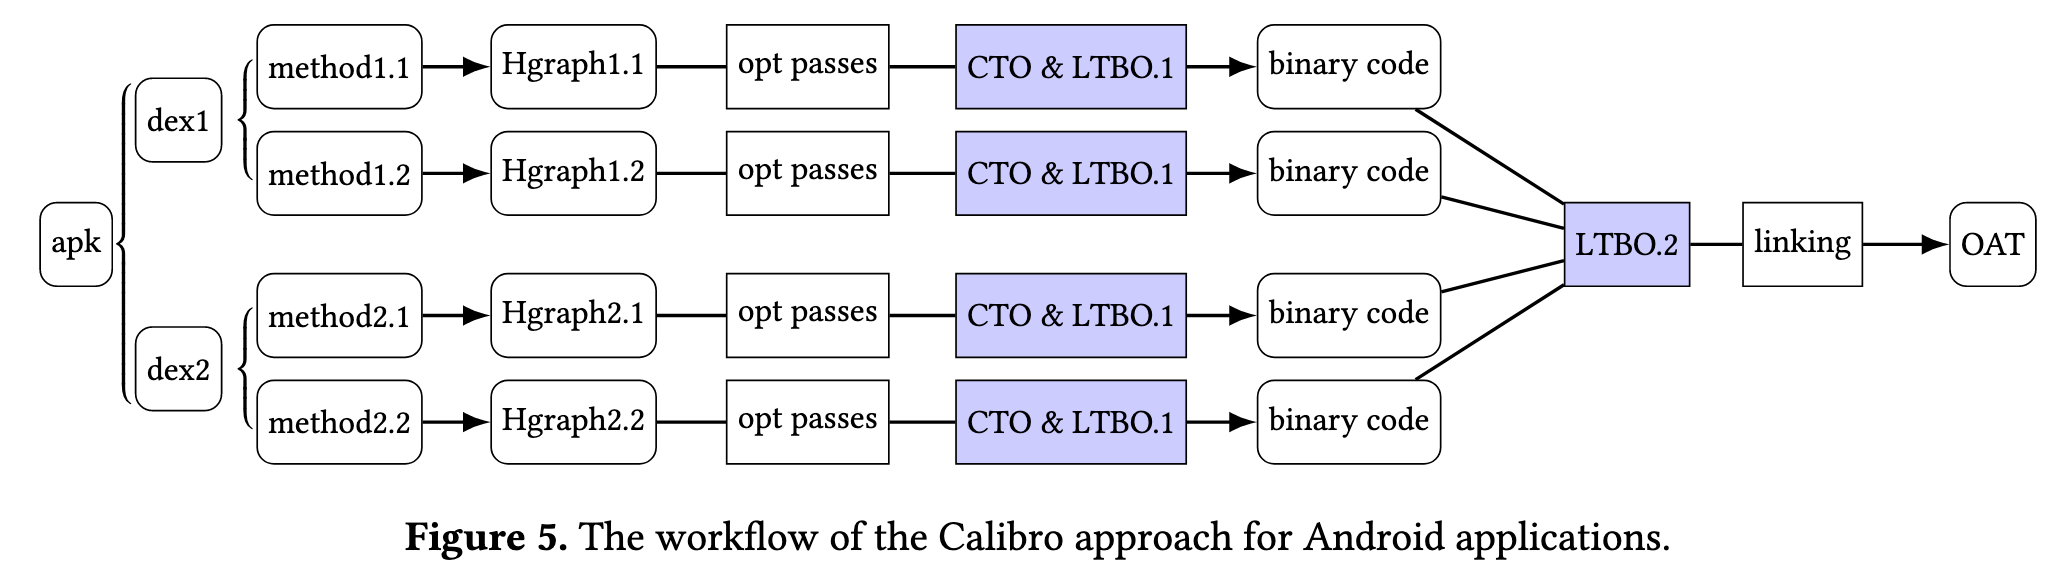 method1.1 Hgraph1.1 opt passes CTO & LTBO.1 binary code
dex1
method1.2 Hgraph1.2 opt passes CTO & LTBO.1 binary code
apk LTBO.2 linking OAT
method2.1 Hgraph2.1 opt passes CTO & LTBO.1 binary code
dex2
method2.2 Hgraph2.2 opt passes CTO & LTBO.1 binary code
Figure 5. The workflow of the Calibro approach for Android applications.